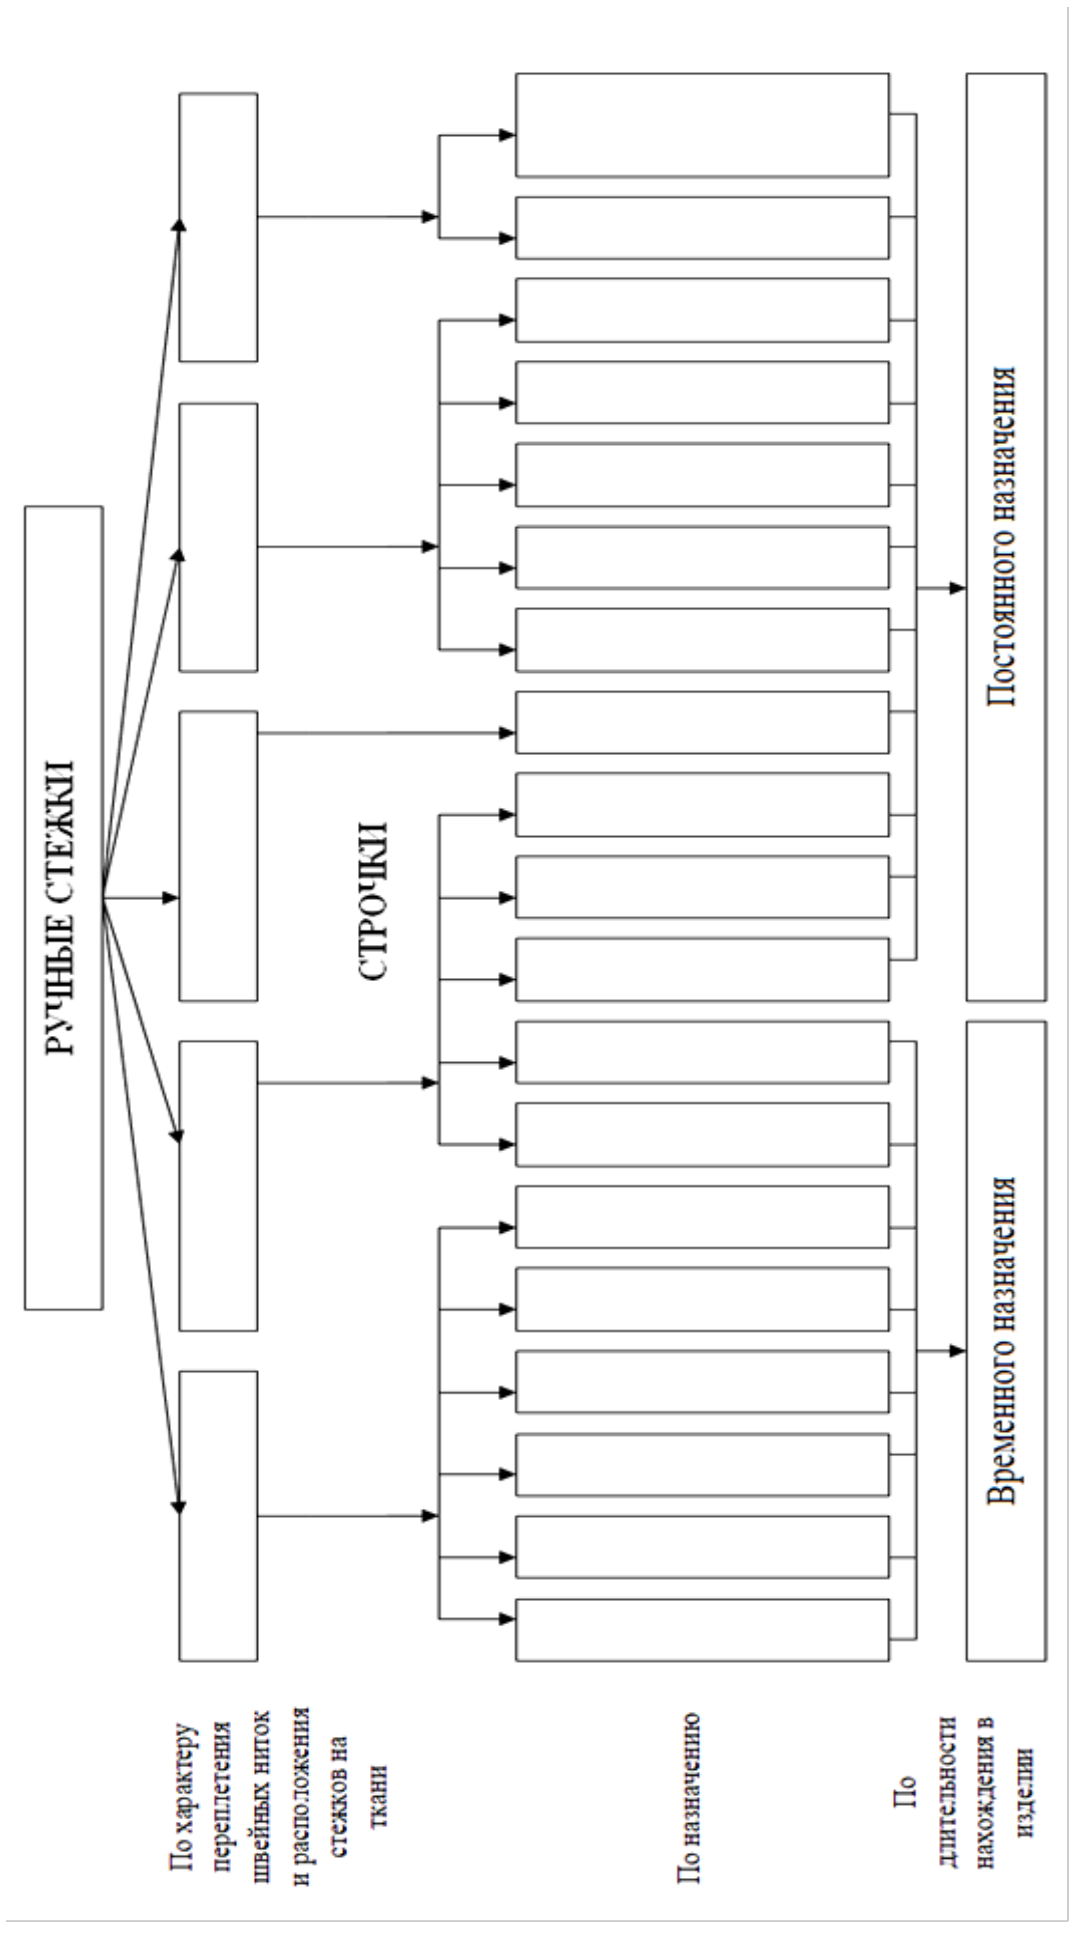 РУЧНЫЕ СТЕЖКИ
По характеру
переплетения
швейных ниток
и расположения
стежков на
ткани
СТРОЧКИ
По назначению
По
длительности
нахождения в
изделии
Временного назначения
Постоянного назначения